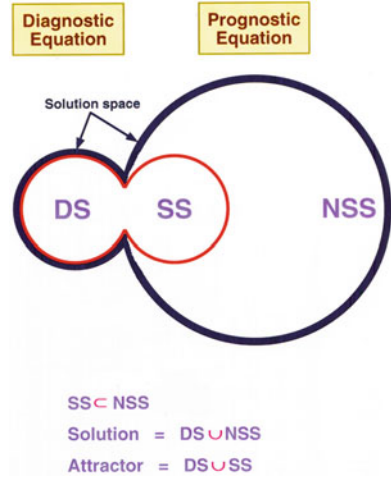 Diagnostic Equation
Prognostic Equation
Solution space
DS
SS
NSS
SS ⊂ NSS
Solution = DS ∪ NSS
Attractor = DS ∪ SS